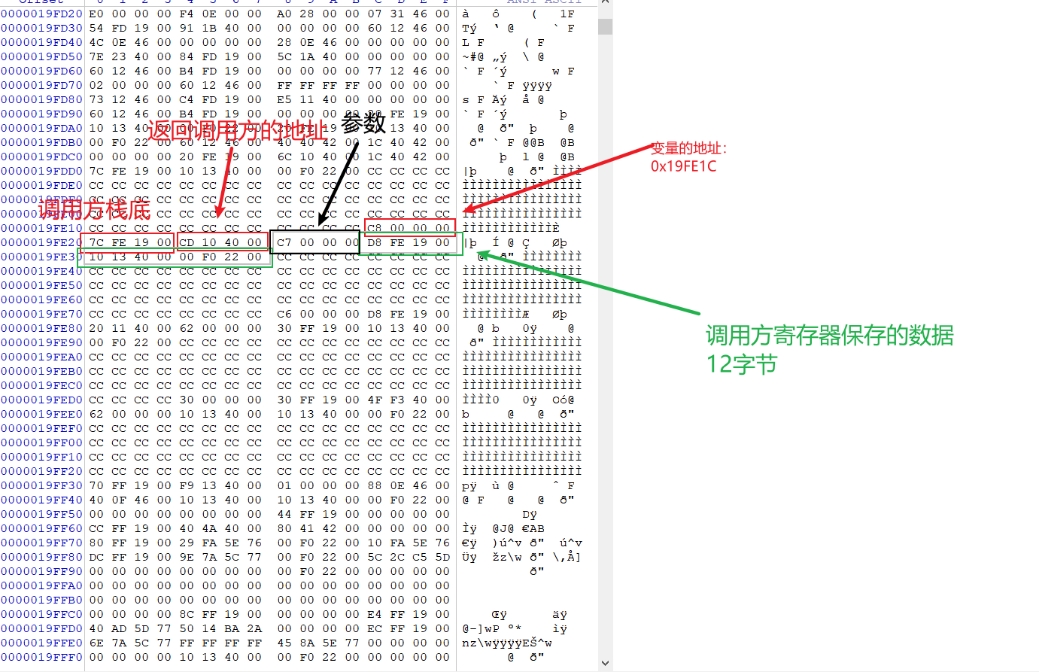 Offset 0 1 2 3 4 5 6 7 8 9 A B C D E F ANSI ASCII
0000019FD20 E0 00 00 00 F4 0E 00 00 A0 28 00 00 07 31 46 00 à ô ( 1F
0000019FD30 54 FD 19 00 91 1B 40 00 00 00 00 00 60 12 46 00 Tý ‘ @ ` F
0000019FD40 4C 0E 46 00 00 00 00 00 28 0E 46 00 00 00 00 00 L F ( F
0000019FD50 7E 23 40 00 84 FD 19 00 5C 1A 40 00 00 00 00 00 ~#@ „ý \ @
0000019FD60 60 12 46 00 B4 FD 19 00 00 00 00 00 77 12 46 00 ` F ´ý w F
0000019FD70 02 00 00 00 60 12 46 00 FF FF FF FF 00 00 00 00 ` F ÿÿÿÿ
0000019FD80 73 12 46 00 C4 FD 19 00 E5 11 40 00 00 00 00 00 s F Äý å @
0000019FD90 60 12 46 00 B4 FD 19 00 00 00 00 00 FE 19 00 ` F ´ý þ
0000019FDA0 10 13 40 00 00 F0 22 00 20 FE 19 00 10 13 40 00 @ ð" þ @
0000019FDB0 00 F0 22 00 60 12 46 00 40 40 42 00 1C 40 42 00 ð" ` F @@B @B
0000019FDC0 00 00 00 00 20 FE 19 00 6C 10 40 00 1C 40 42 00 þ l @ @B
0000019FDD0 7C FE 19 00 10 13 40 00 00 F0 22 00 CC CC CC CC |þ @ ð" ÌÌÌÌ
0000019FDE0 CC CC CC CC CC CC CC CC CC CC CC CC CC CC CC CC ÌÌÌÌÌÌÌÌÌÌÌÌÌÌÌÌ
0000019FDF0 CC CC CC CC CC CC CC CC CC CC CC CC CC CC CC CC ÌÌÌÌÌÌÌÌÌÌÌÌÌÌÌÌ
0000019FE00 CC CC CC CC CC CC CC CC CC CC CC CC CC CC CC CC ÌÌÌÌÌÌÌÌÌÌÌÌÌÌÌÌ
0000019FE10 CC CC CC CC CC CC CC CC CC CC CC CC C8 00 00 00 ÌÌÌÌÌÌÌÌÌÌÌÌÈ
0000019FE20 7C FE 19 00 CD 10 40 00 C7 00 00 00 D8 FE 19 00 |þ Í @ Ç Øþ
0000019FE30 10 13 40 00 00 F0 22 00 CC CC CC CC CC CC CC CC @ ð" ÌÌÌÌÌÌÌÌ
0000019FE40 CC CC CC CC CC CC CC CC CC CC CC CC CC CC CC CC ÌÌÌÌÌÌÌÌÌÌÌÌÌÌÌÌ
0000019FE50 CC CC CC CC CC CC CC CC CC CC CC CC CC CC CC CC ÌÌÌÌÌÌÌÌÌÌÌÌÌÌÌÌ
0000019FE60 CC CC CC CC CC CC CC CC CC CC CC CC CC CC CC CC ÌÌÌÌÌÌÌÌÌÌÌÌÌÌÌÌ
0000019FE70 CC CC CC CC CC CC CC CC C6 00 00 00 D8 FE 19 00 ÌÌÌÌÌÌÌÌÆ Øþ
0000019FE80 20 11 40 00 62 00 00 00 30 FF 19 00 10 13 40 00 @ b 0ÿ @
0000019FE90 00 F0 22 00 CC CC CC CC CC CC CC CC CC CC CC CC ð" ÌÌÌÌÌÌÌÌÌÌÌÌ
0000019FEA0 CC CC CC CC CC CC CC CC CC CC CC CC CC CC CC CC ÌÌÌÌÌÌÌÌÌÌÌÌÌÌÌÌ
0000019FEB0 CC CC CC CC CC CC CC CC CC CC CC CC CC CC CC CC ÌÌÌÌÌÌÌÌÌÌÌÌÌÌÌÌ
0000019FEC0 CC CC CC CC CC CC CC CC CC CC CC CC CC CC CC CC ÌÌÌÌÌÌÌÌÌÌÌÌÌÌÌÌ
0000019FED0 CC CC CC CC 30 00 00 00 30 FF 19 00 4F F3 40 00 ÌÌÌÌ0 0ÿ Oó@
0000019FEE0 62 00 00 00 10 13 40 00 10 13 40 00 00 F0 22 00 b @ @ ð"
0000019FEF0 CC CC CC CC CC CC CC CC CC CC CC CC CC CC CC CC ÌÌÌÌÌÌÌÌÌÌÌÌÌÌÌÌ
0000019FF00 CC CC CC CC CC CC CC CC CC CC CC CC CC CC CC CC ÌÌÌÌÌÌÌÌÌÌÌÌÌÌÌÌ
0000019FF10 CC CC CC CC CC CC CC CC CC CC CC CC CC CC CC CC ÌÌÌÌÌÌÌÌÌÌÌÌÌÌÌÌ
0000019FF20 CC CC CC CC CC CC CC CC CC CC CC CC CC CC CC CC ÌÌÌÌÌÌÌÌÌÌÌÌÌÌÌÌ
0000019FF30 70 FF 19 00 F9 13 40 00 01 00 00 00 88 0E 46 00 pÿ ù @ ˆ F
0000019FF40 40 0F 46 00 10 13 40 00 10 13 40 00 00 F0 22 00 @ F @ @ ð"
0000019FF50 00 00 00 00 00 00 00 00 44 FF 19 00 00 00 00 00 Dÿ
0000019FF60 CC FF 19 00 40 4A 40 00 80 41 42 00 00 00 00 00 Ìÿ @J@ €AB
0000019FF70 80 FF 19 00 29 FA 5E 76 00 F0 22 00 10 FA 5E 76 €ÿ )ú^v ð" ú^v
0000019FF80 DC FF 19 00 9E 7A 5C 77 00 F0 22 00 5C 2C C5 5D Üÿ žz\w ð" \,Å]
0000019FF90 00 00 00 00 00 00 00 00 00 F0 22 00 00 00 00 00 ð"
0000019FFA0 00 00 00 00 00 00 00 00 00 00 00 00 00 00 00 00
0000019FFB0 00 00 00 00 00 00 00 00 00 00 00 00 00 00 00 00
0000019FFC0 00 00 00 00 8C FF 19 00 00 00 00 00 E4 FF 19 00 Œÿ äÿ
0000019FFD0 40 AD 5D 77 50 14 BA 2A 00 00 00 00 EC FF 19 00 @-]wP º* ìÿ
0000019FFE0 6E 7A 5C 77 FF FF FF FF 45 8A 5E 77 00 00 00 00 nz\wÿÿÿÿEŠ^w
0000019FFF0 00 00 00 00 10 13 40 00 00 F0 22 00 00 00 00 00 @ ð"
返回调用方的地址
参数
调用方栈底
变量的地址：
0x19FE1C
调用方寄存器保存的数据
12字节